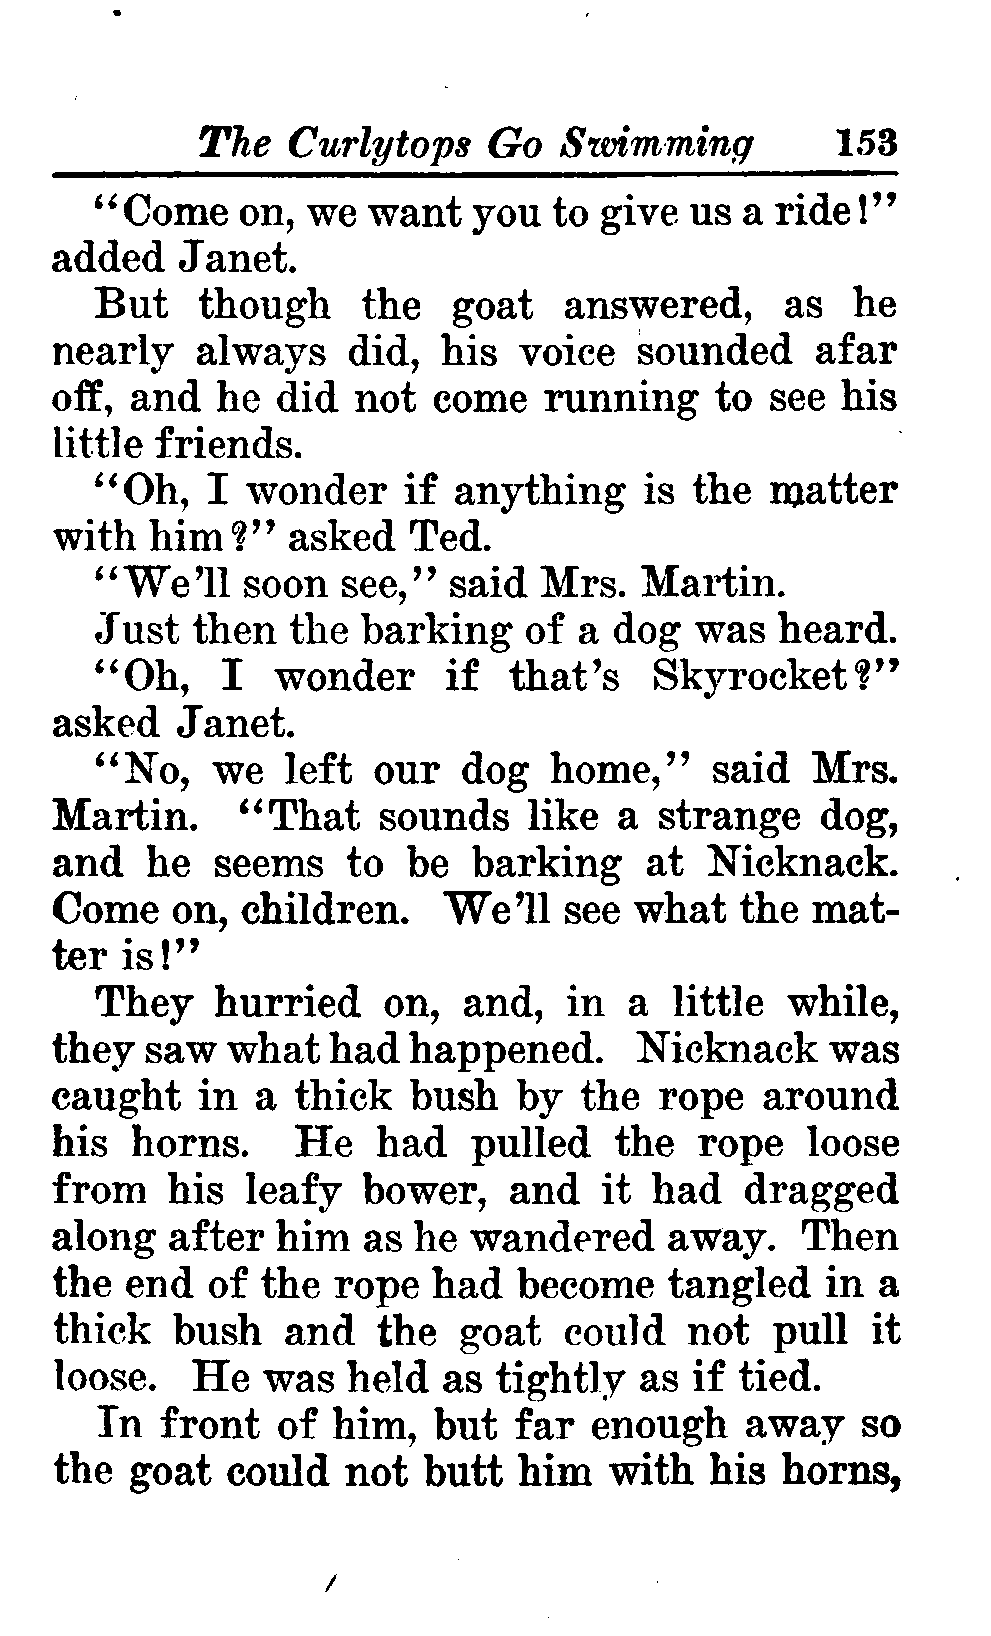 The Curlytops Go Swimming 153
"Come on, we want you to give us a ride!"
added Janet.
But though the goat answered, as he
nearly always did, his voice sounded afar
off, and he did not come running to see his
little friends.
"Oh, I wonder if anything is the matter
with him?" asked Ted.
"We'll soon see," said Mrs. Martin.
Just then the barking of a dog was heard.
"Oh, I wonder if that's Skyrocket?"
asked Janet.
"No, we left our dog home," said Mrs.
Martin. "That sounds like a strange dog,
and he seems to be barking at Nicknack.
Come on, children. We'll see what the mat-
ter is!"
They hurried on, and, in a little while,
they saw what had happened. Nicknack was
caught in a thick bush by the rope around
his horns. He had pulled the rope loose
from his leafy bower, and it had dragged
along after him as he wandered away. Then
the end of the rope had become tangled in a
thick bush and the goat could not pull it
loose. He was held as tightly as if tied.
In front of him, but far enough away so
the goat could not butt him with his horns,